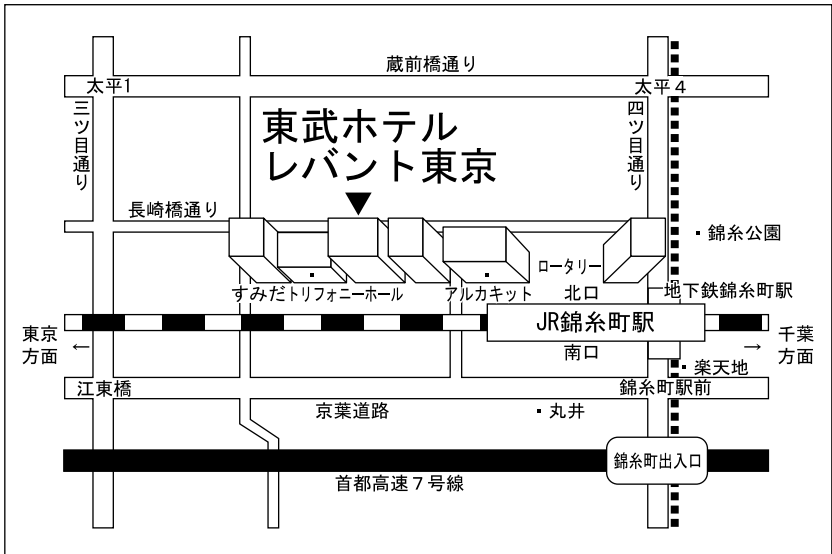 蔵前橋通り
太平1
太平4
三ツ目通り
四ツ目通り
東武ホテル
レバント東京
長崎橋通り
錦糸公園
ロータリー
すみだトリフォニーホール
アルカキット
北口
地下鉄錦糸町駅
JR錦糸町駅
東京
方面
←
千葉
方面
→
南口
楽天地
江東橋
錦糸町駅前
京葉道路
丸井
錦糸町出入口
首都高速7号線